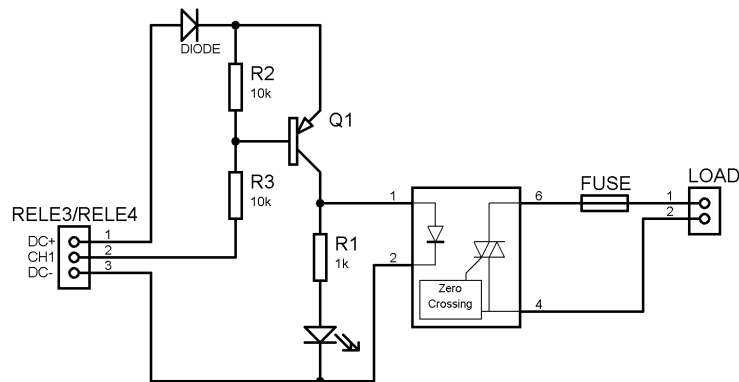 DIODE
R2
10k
Q1
R3
10k
RELE3/RELE4
DC+ 1
CH1 2
DC- 3
R1
1k
1
2
6
4
Zero
Crossing
FUSE
LOAD
1
2